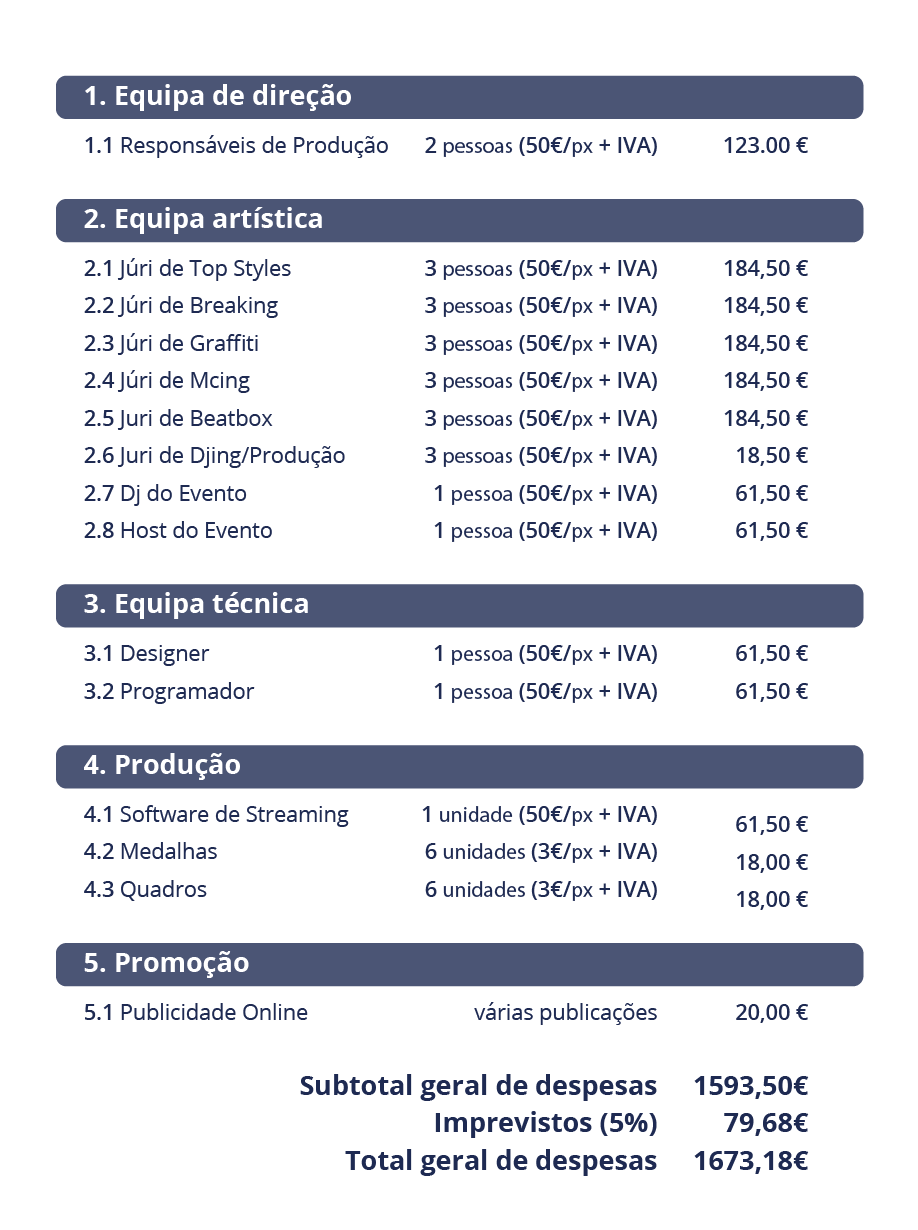 1. Equipa de direção
1.1 Responsáveis de Produção 2 pessoas (50€/px + IVA) 123.00 €
2. Equipa artística
2.1 Júri de Top Styles 3 pessoas (50€/px + IVA) 184,50 €
2.2 Júri de Breaking 3 pessoas (50€/px + IVA) 184,50 €
2.3 Júri de Graffiti 3 pessoas (50€/px + IVA) 184,50 €
2.4 Júri de Mcing 3 pessoas (50€/px + IVA) 184,50 €
2.5 Juri de Beatbox 3 pessoas (50€/px + IVA) 184,50 €
2.6 Juri de Djing/Produção 3 pessoas (50€/px + IVA) 18,50 €
2.7 Dj do Evento 1 pessoa (50€/px + IVA) 61,50 €
2.8 Host do Evento 1 pessoa (50€/px + IVA) 61,50 €
3. Equipa técnica
3.1 Designer 1 pessoa (50€/px + IVA) 61,50 €
3.2 Programador 1 pessoa (50€/px + IVA) 61,50 €
4. Produção
4.1 Software de Streaming 1 unidade (50€/px + IVA) 61,50 €
4.2 Medalhas 6 unidades (3€/px + IVA) 18,00 €
4.3 Quadros 6 unidades (3€/px + IVA) 18,00 €
5. Promoção
5.1 Publicidade Online várias publicações 20,00 €
Subtotal geral de despesas 1593,50€
Imprevistos (5%) 79,68€
Total geral de despesas 1673,18€